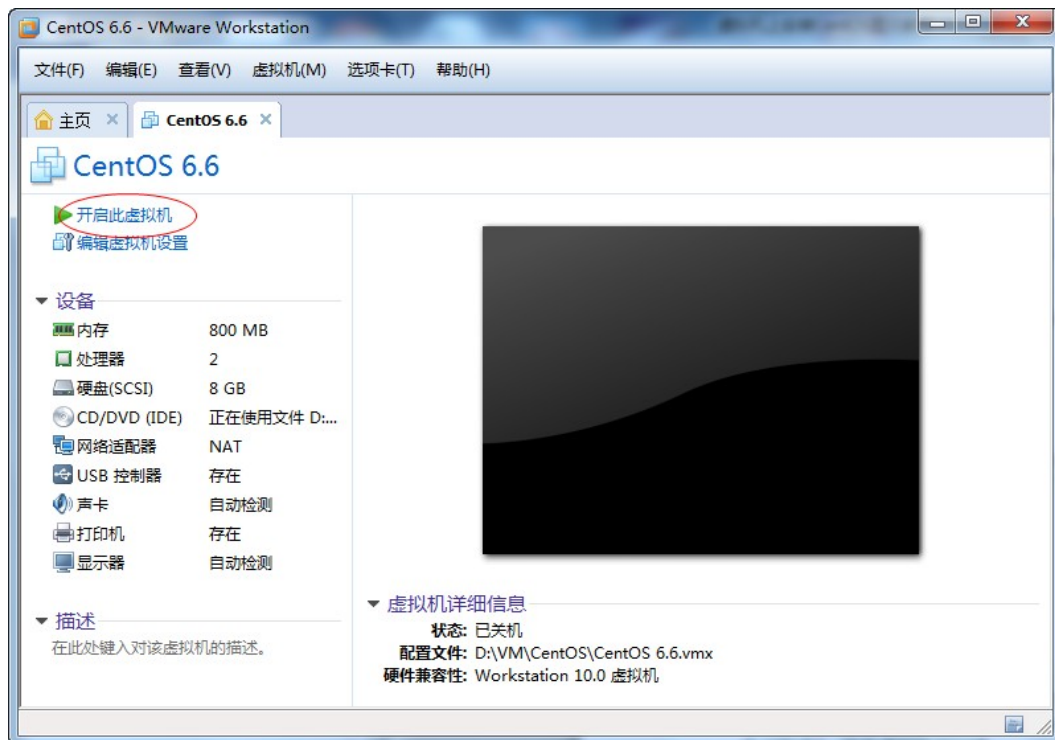 CentOS 6.6 - VMware Workstation
文件(F) 编辑(E) 查看(V) 虚拟机(M) 选项卡(T) 帮助(H)
主页 CentOS 6.6
CentOS 6.6
开启此虚拟机
编辑虚拟机设置
设备
内存 800 MB
处理器 2
硬盘(SCSI) 8 GB
CD/DVD (IDE) 正在使用文件 D:...
网络适配器 NAT
USB 控制器 存在
声卡 自动检测
打印机 存在
显示器 自动检测
描述
在此处键入对该虚拟机的描述。
虚拟机详细信息
状态: 已关机
配置文件: D:\VM\CentOS\CentOS 6.6.vmx
硬件兼容性: Workstation 10.0 虚拟机